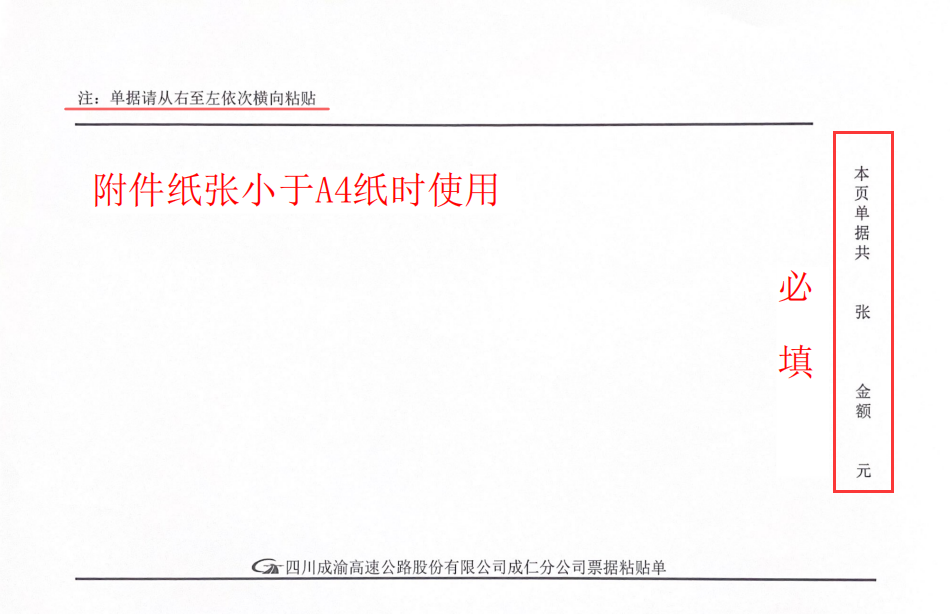 注：单据请从右至左依次横向粘贴
附件纸张小于A4纸时使用
必填
本页单据共 张 金额 元
四川成渝高速公路股份有限公司成仁分公司票据粘贴单